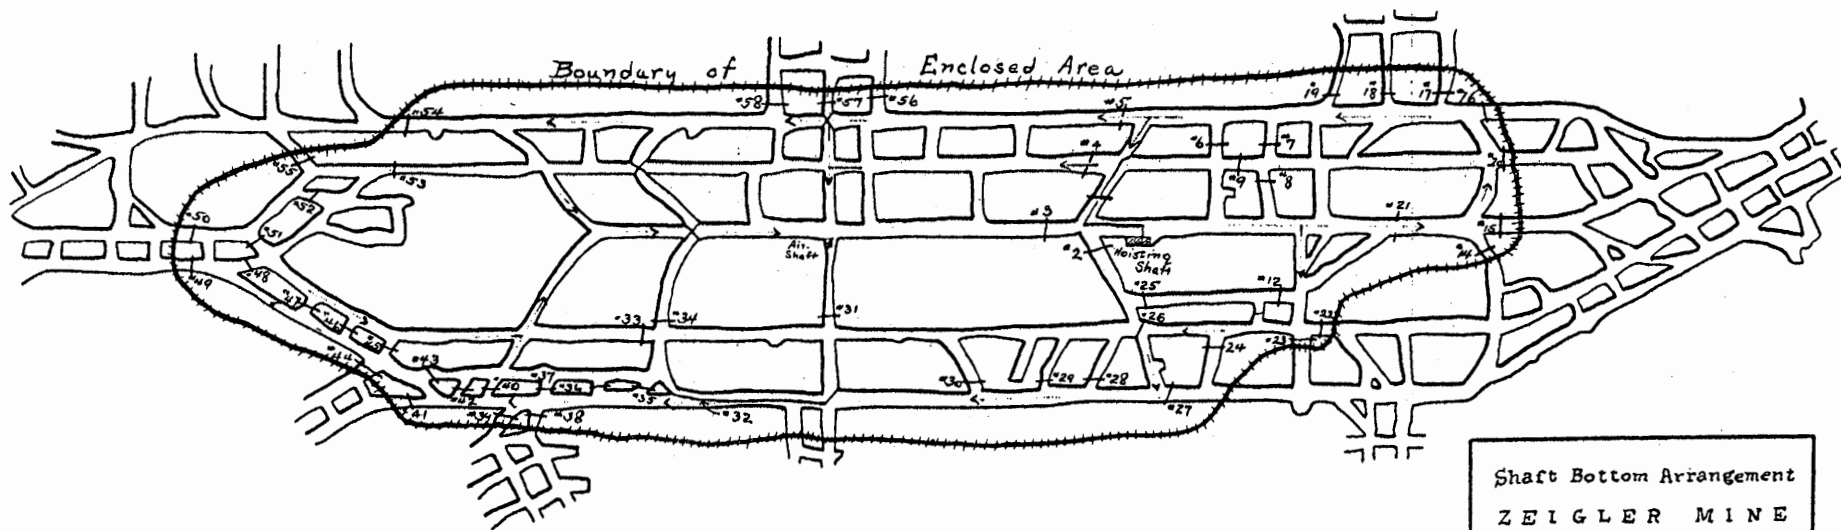 Boundary of Enclosed Area
#58 #57 #56 #5 19 #18 #17 #16
#54
#6 #7
#4
#55 #53 #9 #8
#52
#50 #3 #21
#51 Air Shaft #2 Hoisting Shaft #15
#14
#48 #25 #12
#49 #47
#33 #34 #31 #26 #23
#45 24
#44 #43
#37 #30 #29 #28
#40 #36 #35
#42 #32 #27
41 #38
Shaft Bottom Arrangement
ZEIGLER MINE